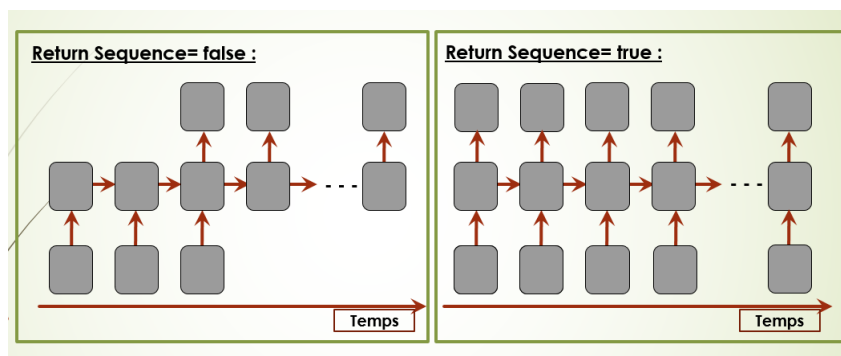 Return Sequence= false :
Return Sequence= true :
- - -
- - -
Temps
Temps